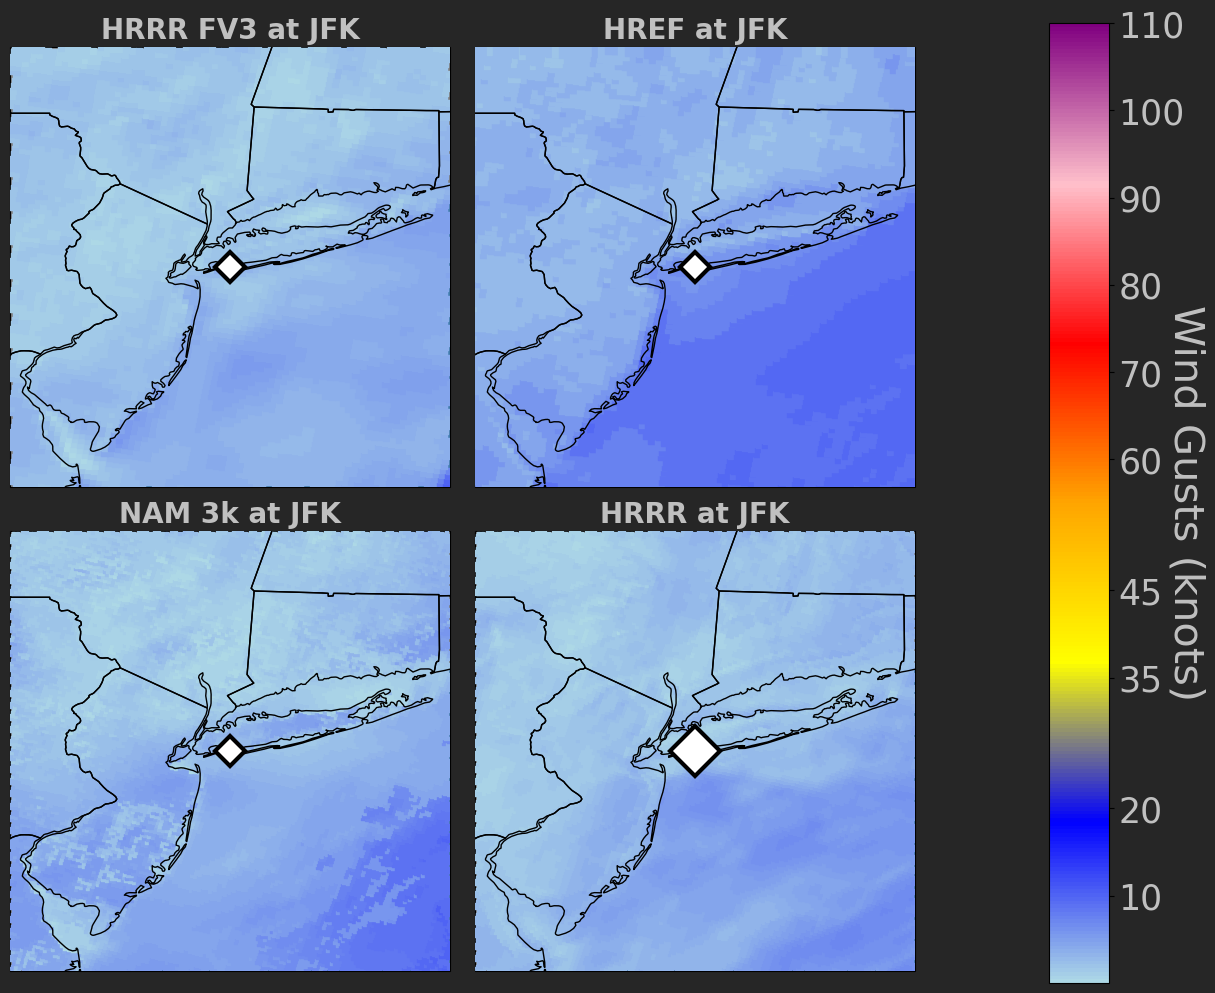 HRRR FV3 at JFK
HREF at JFK
NAM 3k at JFK
HRRR at JFK
110
100
90
80
70
60
45
35
20
10
Wind Gusts (knots)